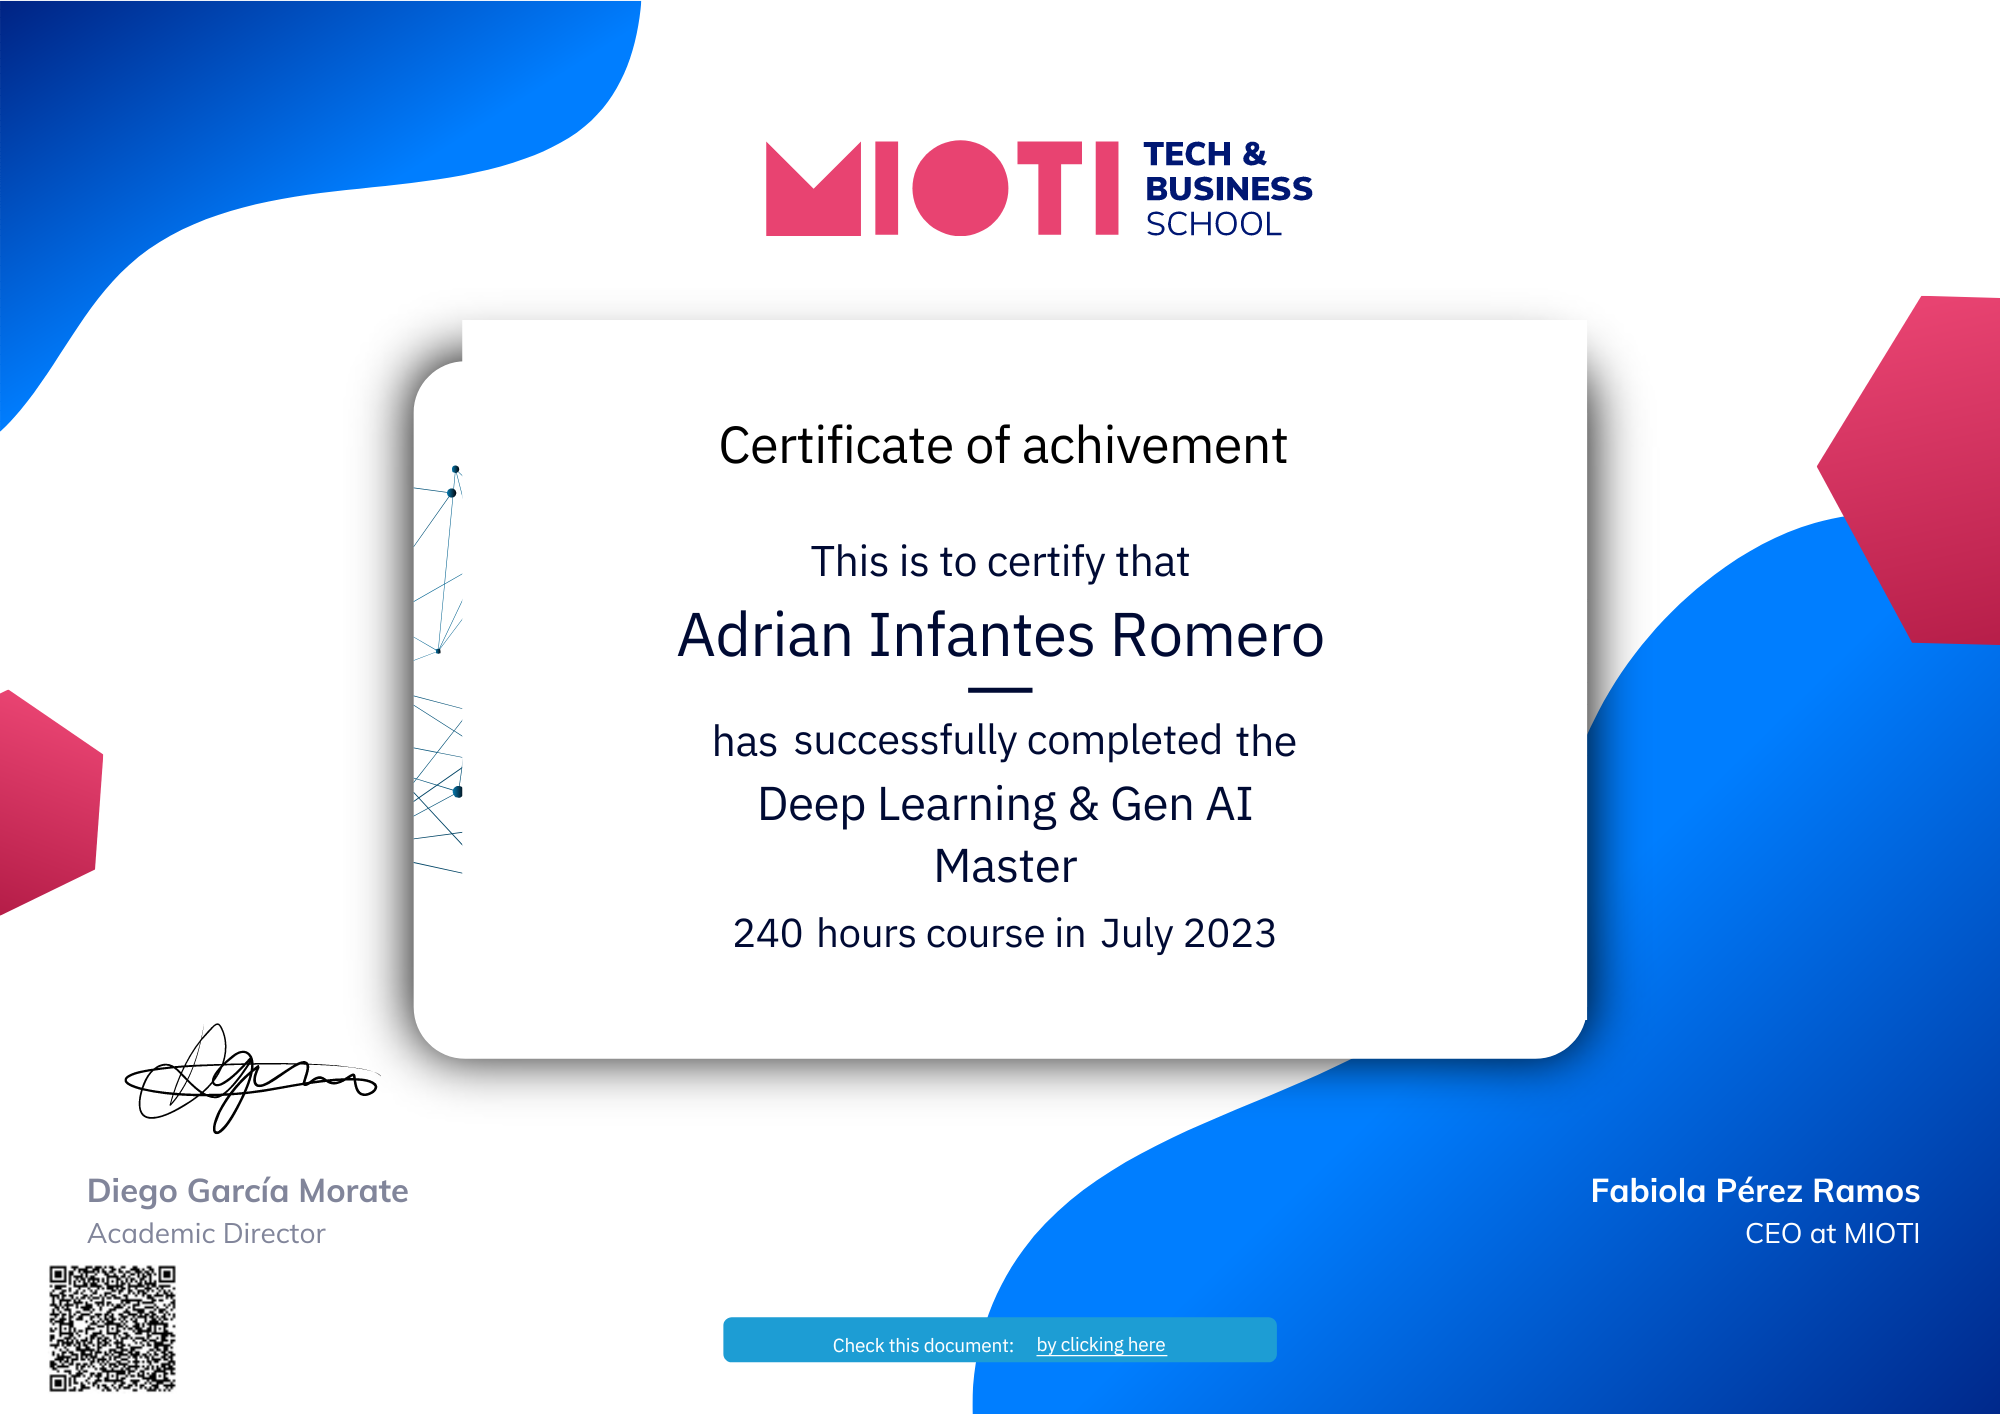 MIOTI TECH &
BUSINESS
SCHOOL
Certificate of achivement
This is to certify that
Adrian Infantes Romero
has successfully completed the
Deep Learning & Gen AI
Master
240 hours course in July 2023
Diego García Morate
Academic Director
Fabiola Pérez Ramos
CEO at MIOTI
Check this document: by clicking here